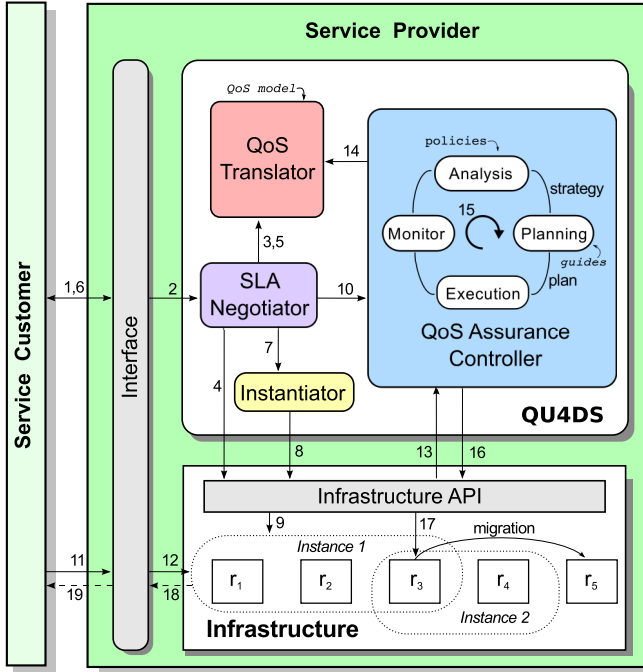 Service Provider
QoS model
QoS
Translator
14
policies
Analysis
strategy
15
Monitor
Planning
guides
plan
Execution
QoS Assurance
Controller
3,5
SLA
Negotiator
1,6
2
10
7
4
Instantiator
QU4DS
8
13
16
Service Customer
Interface
Infrastructure API
9
17
migration
Instance 1
11
12
19
18
r1
r2
r3
r4
r5
Instance 2
Infrastructure